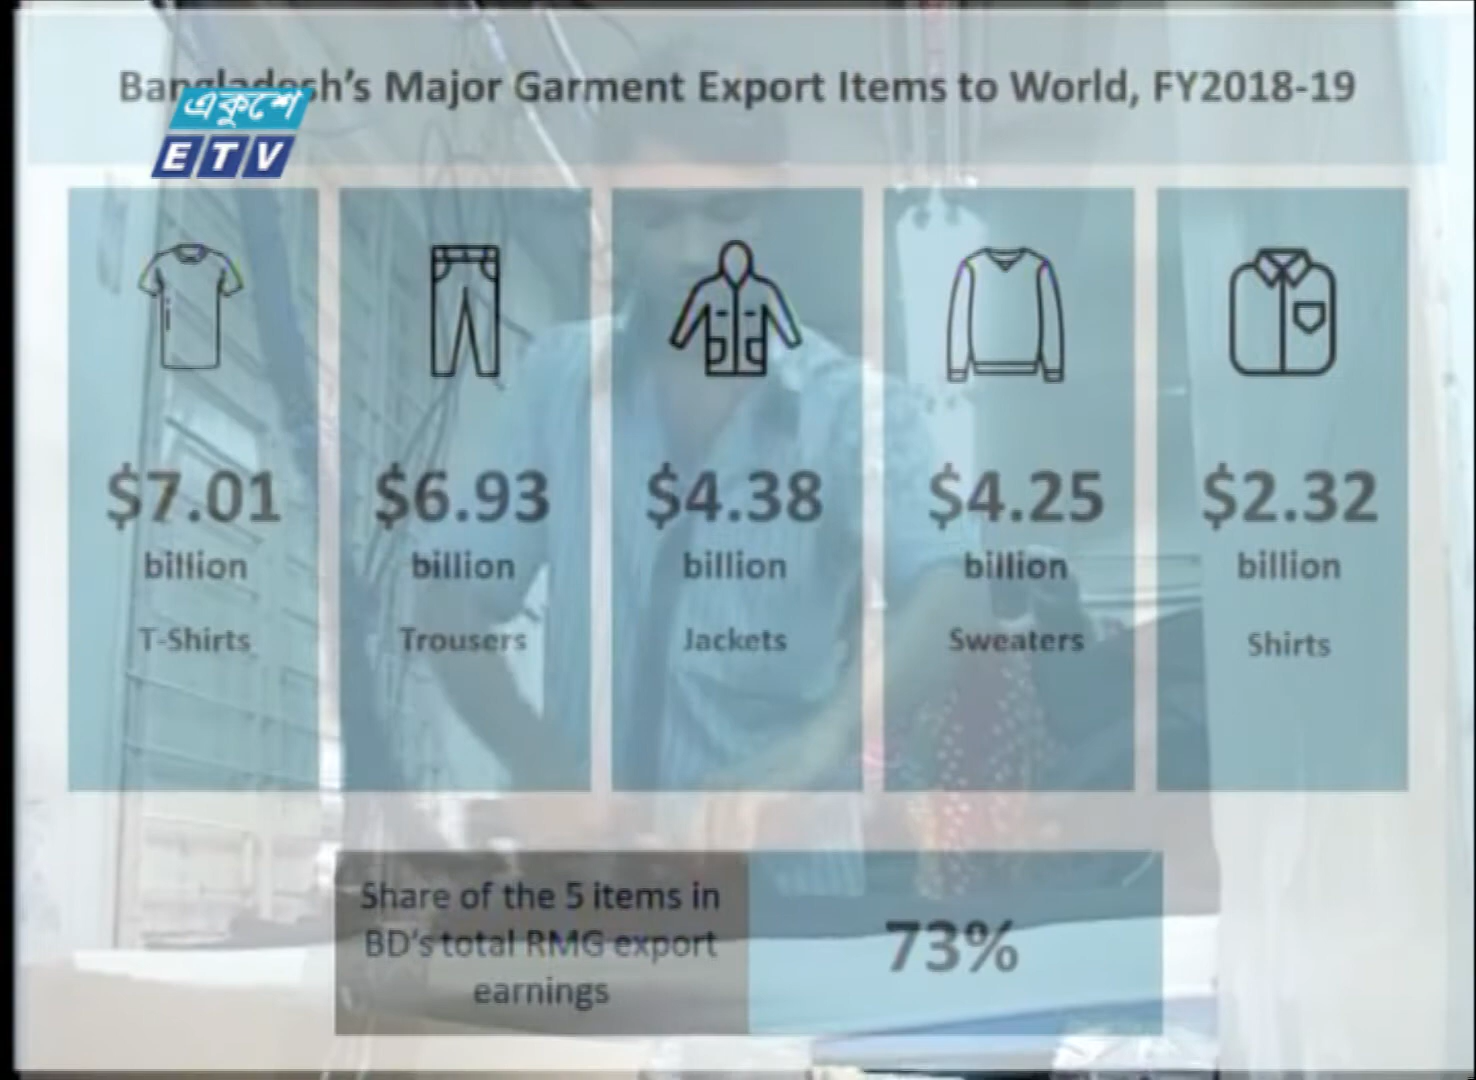 Bangladesh's Major Garment Export Items to World, FY2018-19
একুশে
ETV
$7.01
billion
T-Shirts
$6.93
billion
Trousers
$4.38
billion
Jackets
$4.25
billion
Sweaters
$2.32
billion
Shirts
Share of the 5 items in
BD's total RMG export
earnings
73%